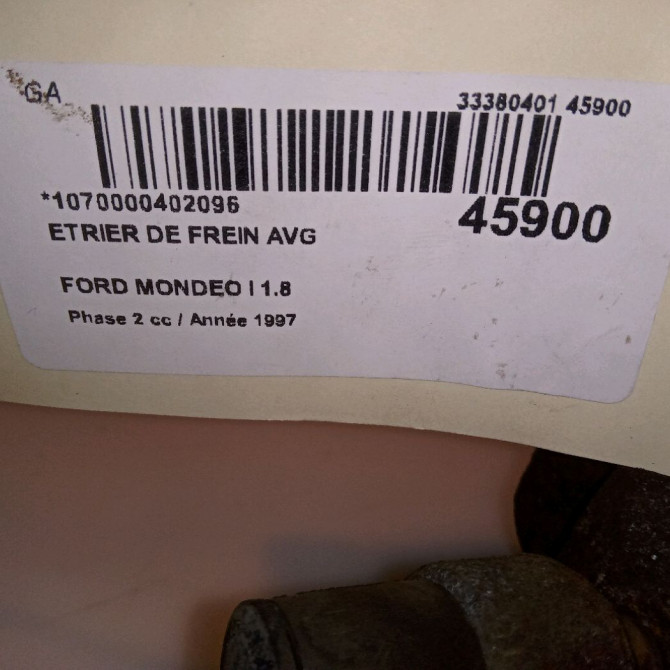 GA
33380401 45900
*1070000402096
45900
ETRIER DE FREIN AVG
FORD MONDEO I 1.8
Phase 2 cc / Année 1997